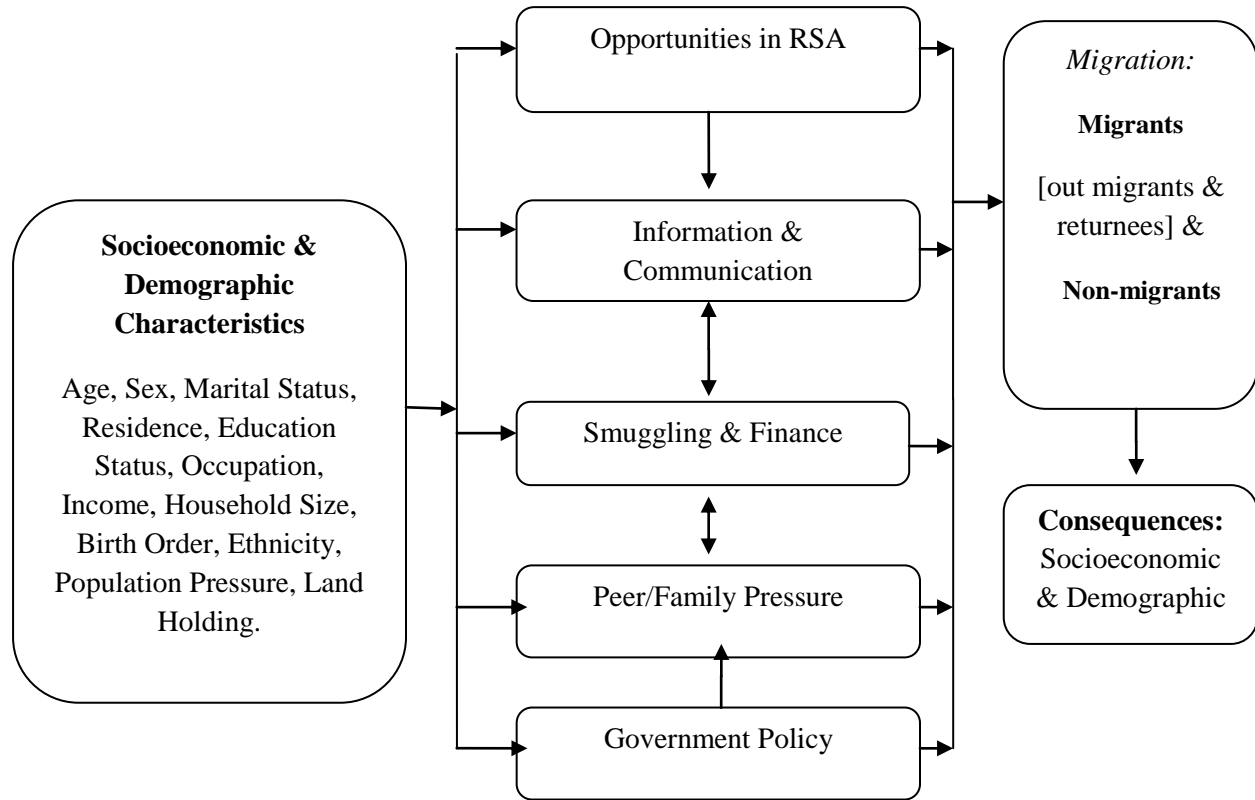 Socioeconomic &
Demographic
Characteristics
Age, Sex, Marital Status,
Residence, Education
Status, Occupation,
Income, Household Size,
Birth Order, Ethnicity,
Population Pressure, Land
Holding.
Opportunities in RSA
Information &
Communication
Smuggling & Finance
Peer/Family Pressure
Government Policy
Migration:
Migrants
[out migrants &
returnees] &
Non-migrants
Consequences:
Socioeconomic
& Demographic